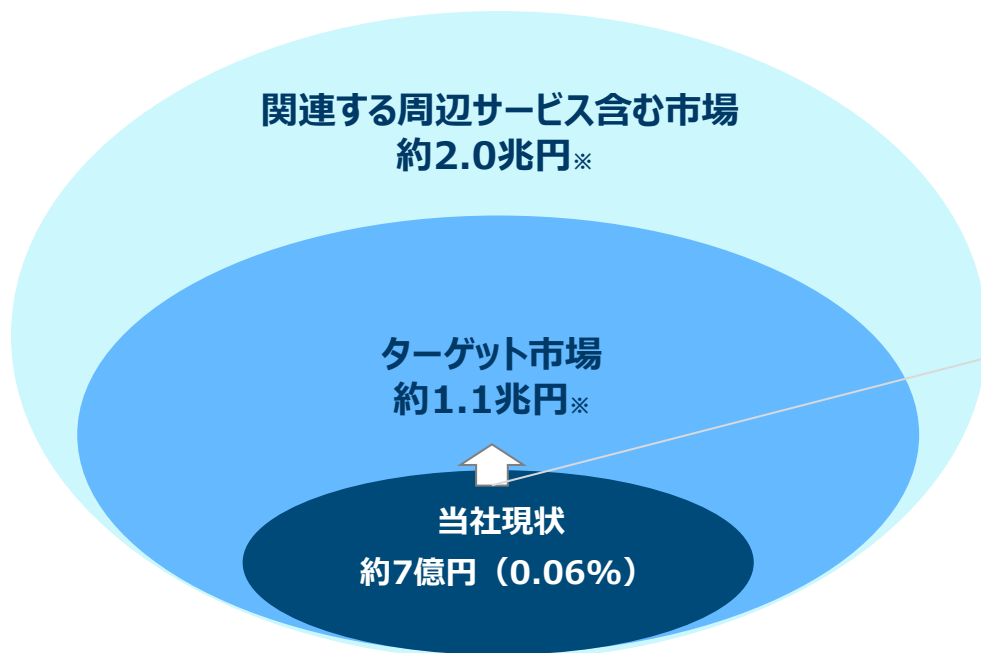 関連する周辺サービス含む市場
約2.0兆円※
ターゲット市場
約1.1兆円※
当社現状
約7億円（0.06%）